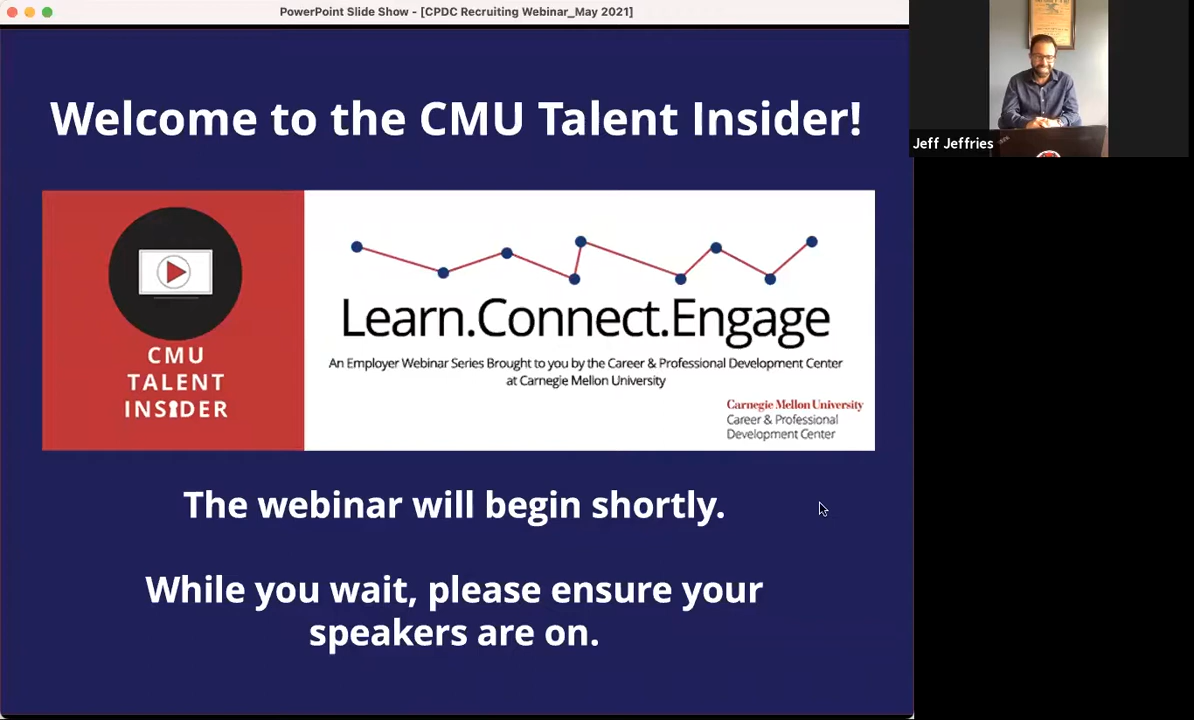 PowerPoint Slide Show - [CPDC Recruiting Webinar_May 2021]
Welcome to the CMU Talent Insider!
CMU
TALENT
INSIDER
Learn.Connect.Engage
An Employer Webinar Series Brought to you by the Career & Professional Development Center
at Carnegie Mellon University
Carnegie Mellon University
Career & Professional
Development Center
The webinar will begin shortly.
While you wait, please ensure your
speakers are on.
Jeff Jeffries